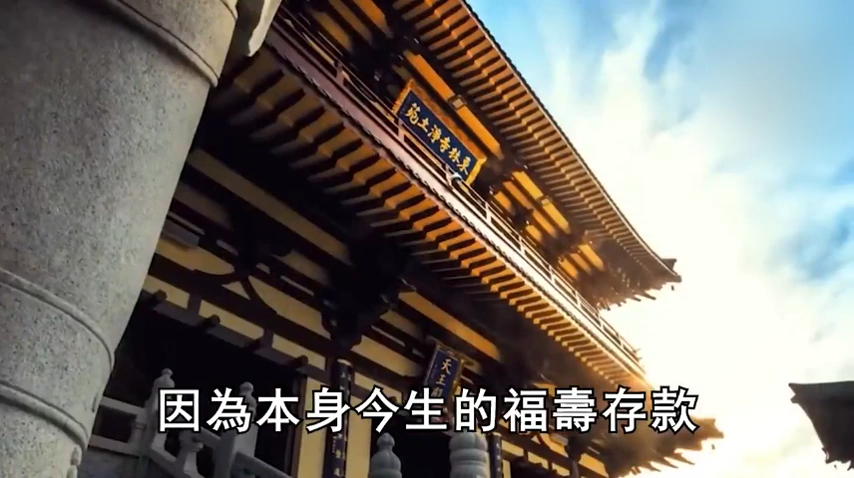 東林寺淨土苑
天王
因為本身今生的福壽存款